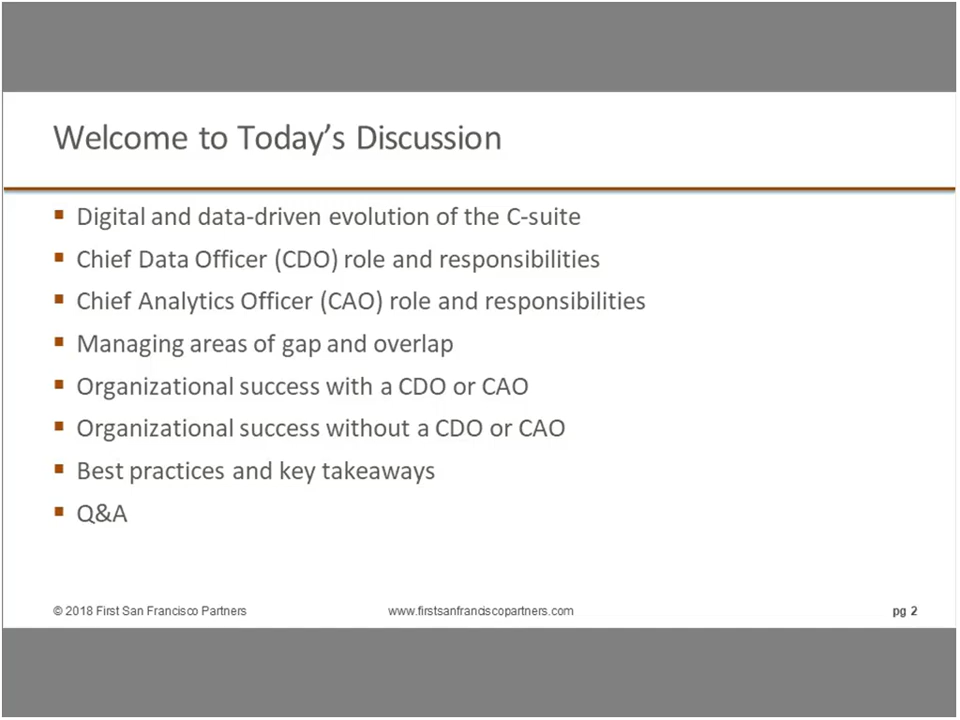 Welcome to Today’s Discussion
▪ Digital and data-driven evolution of the C-suite
▪ Chief Data Officer (CDO) role and responsibilities
▪ Chief Analytics Officer (CAO) role and responsibilities
▪ Managing areas of gap and overlap
▪ Organizational success with a CDO or CAO
▪ Organizational success without a CDO or CAO
▪ Best practices and key takeaways
▪ Q&A
© 2018 First San Francisco Partners www.firstsanfranciscopartners.com pg 2